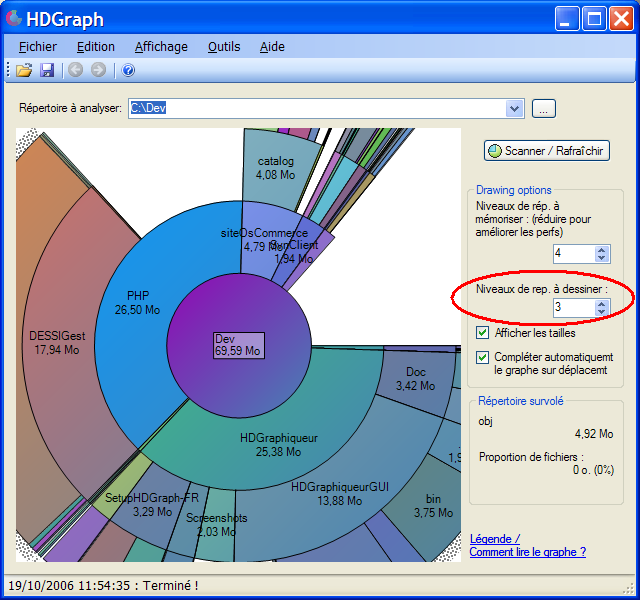 HDGraph
Fichier Edition Affichage Outils Aide
Répertoire à analyser: C:\Dev ...
Scanner / Rafraîchir
Drawing options
Niveaux de rép. à
mémoriser : (réduire pour
améliorer les perfs)
4
Niveaux de rep. à dessiner :
3
Afficher les tailles
Compléter automatiquemt
le graphe sur déplacemt
Répertoire survolé
obj
4,92 Mo
Proportion de fichiers :
0 o. (0%)
Légende /
Comment lire le graphe ?
catalog
4,08 Mo
siteOsCommerce
4,79 Mo
1,94 Mo
PHP
26,50 Mo
DESSIGest
17,94 Mo
Dev
69,59 Mo
Doc
3,42 Mo
HDGraphiqueur
25,38 Mo
HDGraphiqueurGUI
13,88 Mo
bin
3,75 Mo
SetupHDGraph-FR
3,29 Mo
Screenshots
2,03 Mo
19/10/2006 11:54:35 : Terminé !